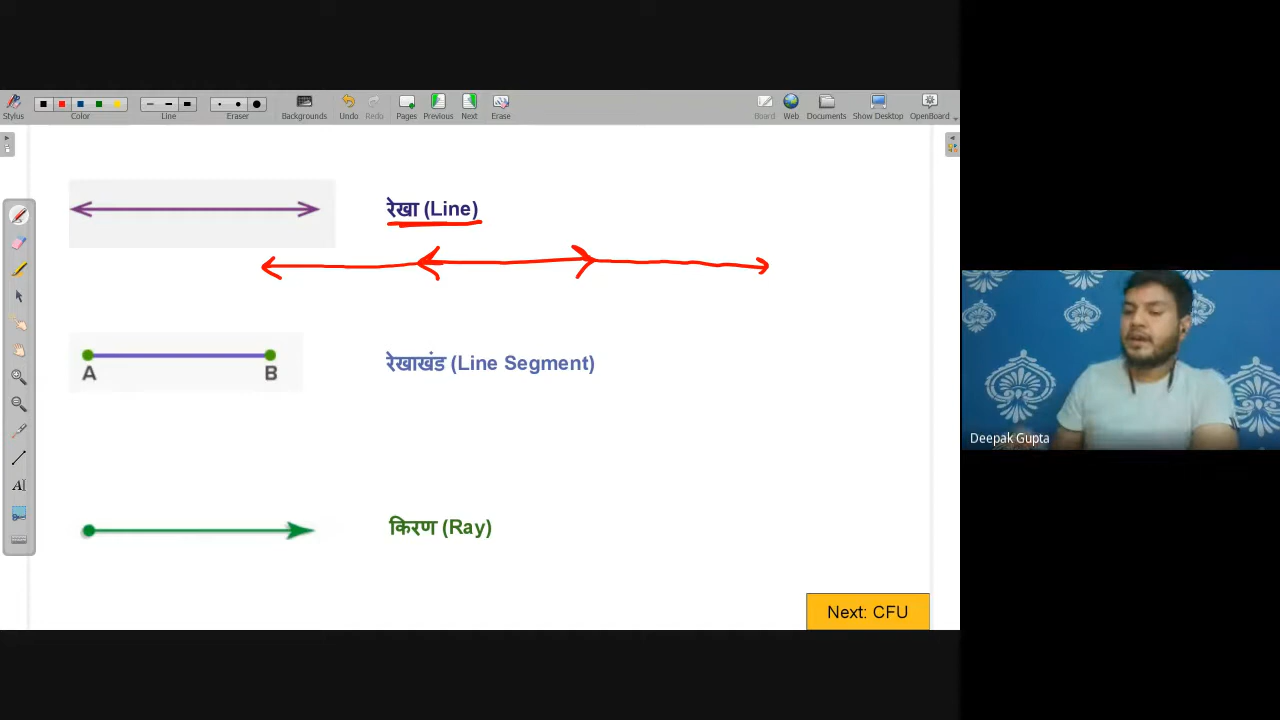 Stylus
Color
Line
Eraser
Backgrounds
Undo
Redo
Pages
Previous
Next
Erase
Board
Web
Documents
Show Desktop
OpenBoard
रेखा (Line)
A B
रेखाखंड (Line Segment)
किरण (Ray)
Next: CFU
Deepak Gupta